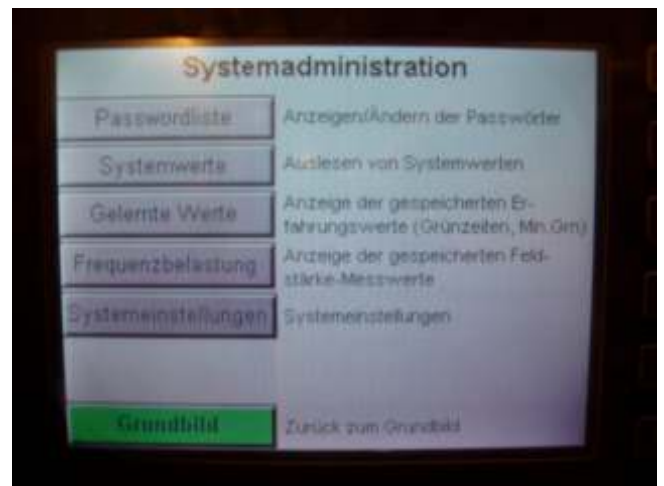 Systemadministration
Passwordliste Anzeigen/Ändern der Passwörter
Systemwerte Auslesen von Systemwerten
Gelernte Werte Anzeige der gespeicherten Er-
fahrungswerte (Grünzeiten, Min.Grn)
Frequenzbelastung Anzeige der gespeicherten Feld-
stärke-Messwerte
Systemeinstellungen Systemeinstellungen
Grundbild Zurück zum Grundbild